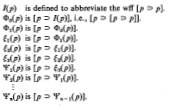 I(p) is defined to abbreviate the wff [p ⊃ p].
Φ₁(p) is [p ⊃ I(p)], i.e., [p ⊃ [p ⊃ p]].
Φ₂(p) is [p ⊃ Φ₁(p)].
ξ₁(p) is [p ⊃ Φ₂(p)].
ξ₂(p) is [p ⊃ ξ₁(p)].
ξ₃(p) is [p ⊃ ξ₂(p)].
Ψ₁(p) is [p ⊃ ξ₃(p)].
Ψ₂(p) is [p ⊃ Ψ₁(p)].
⋮
Ψₙ(p) is [p ⊃ Ψₙ₋₁(p)].